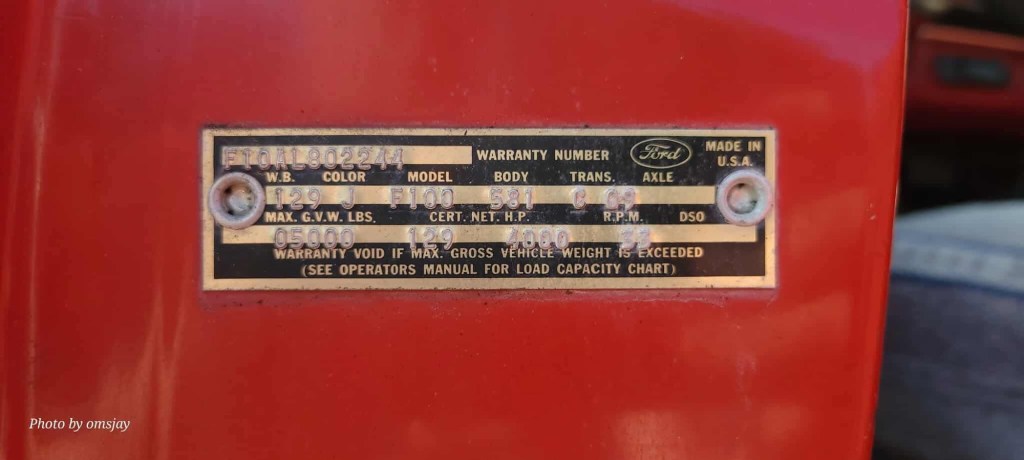 F10AL802244 WARRANTY NUMBER Ford MADE IN U.S.A.
W.B. COLOR MODEL BODY TRANS. AXLE
129 J F100 581 C 09
MAX. G.V.W. LBS. CERT. NET. H.P. R.P.M. DSO
05000 129 4000 33
WARRANTY VOID IF MAX. GROSS VEHICLE WEIGHT IS EXCEEDED
(SEE OPERATORS MANUAL FOR LOAD CAPACITY CHART)
Photo by omsjay